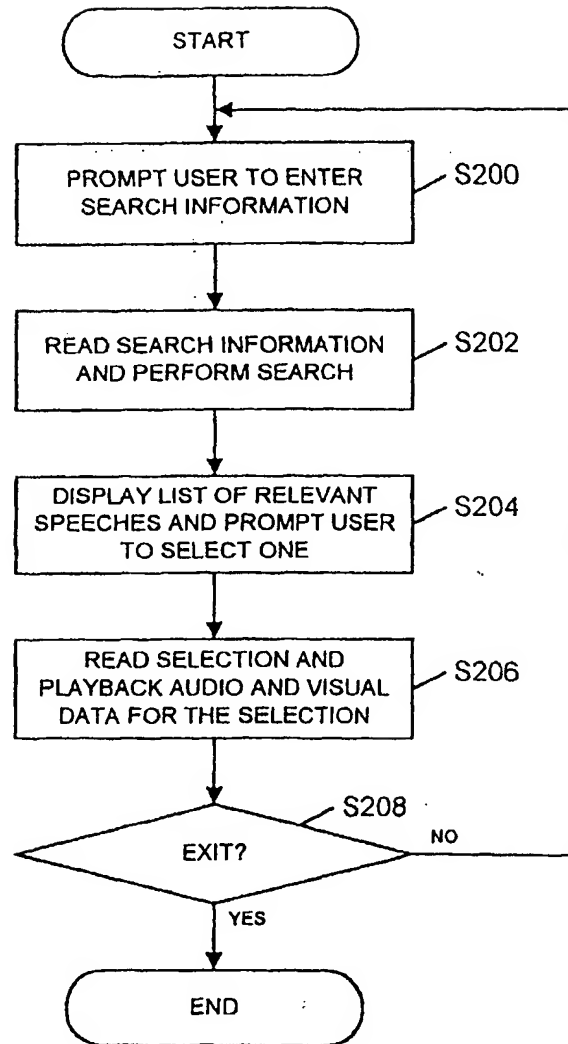 START
PROMPT USER TO ENTER
SEARCH INFORMATION
S200
READ SEARCH INFORMATION
AND PERFORM SEARCH
S202
DISPLAY LIST OF RELEVANT
SPEECHES AND PROMPT USER
TO SELECT ONE
S204
READ SELECTION AND
PLAYBACK AUDIO AND VISUAL
DATA FOR THE SELECTION
S206
S208
EXIT?
NO
YES
END